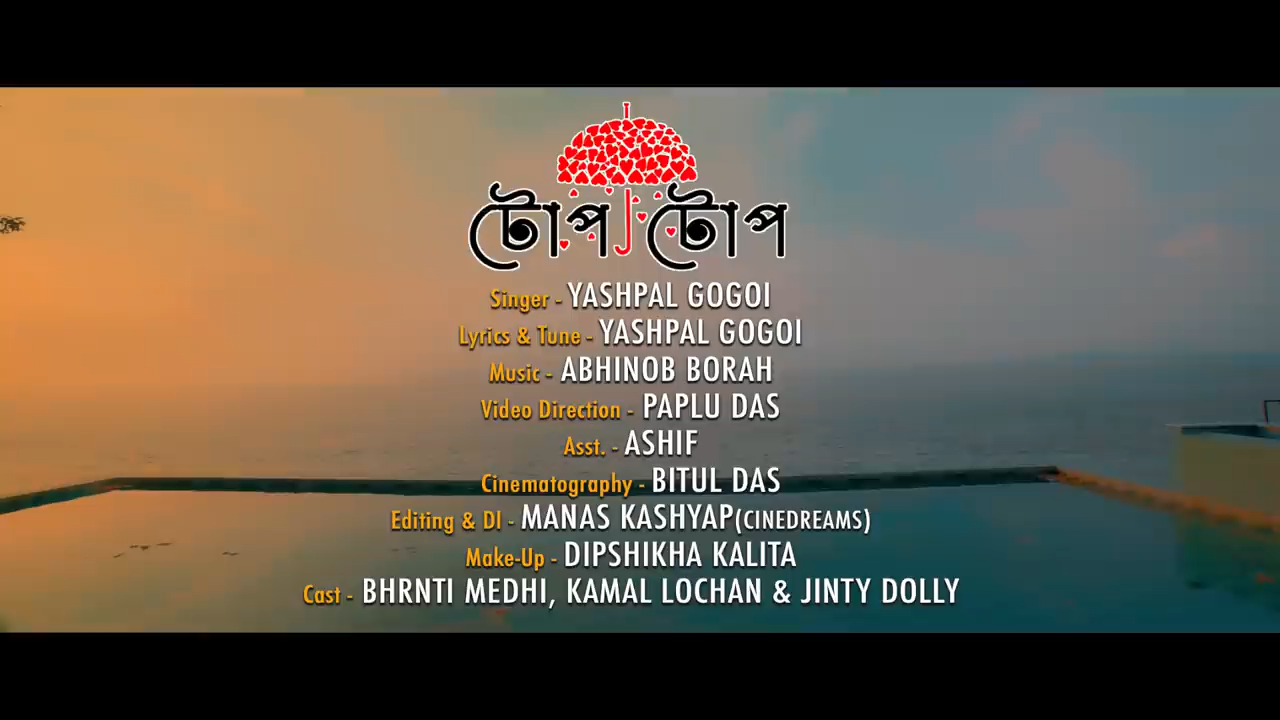 টোপ টোপ
Singer - YASHPAL GOGOI
Lyrics & Tune - YASHPAL GOGOI
Music - ABHINOB BORAH
Video Direction - PAPLU DAS
Asst. - ASHIF
Cinematography - BITUL DAS
Editing & DI - MANAS KASHYAP(CINEDREAMS)
Make-Up - DIPSHIKHA KALITA
Cast - BHRNTI MEDHI, KAMAL LOCHAN & JINTY DOLLY